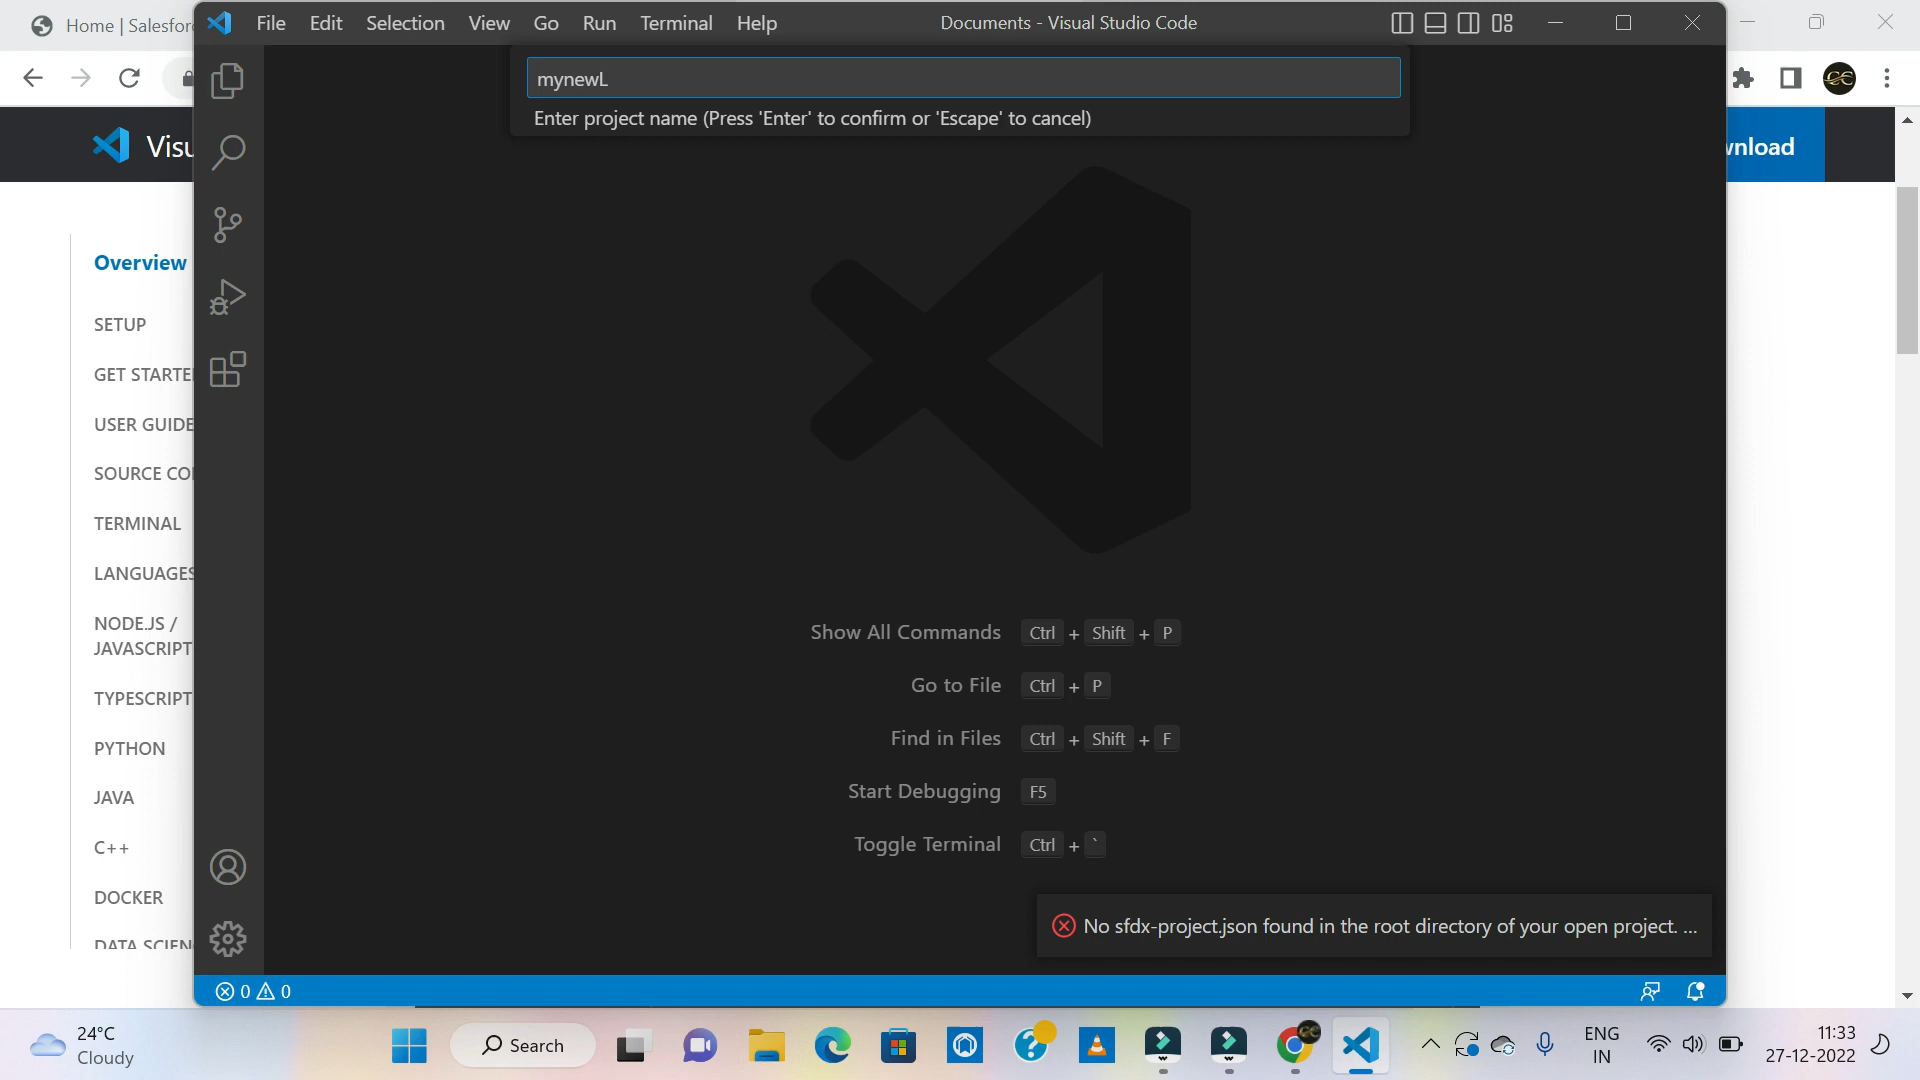 Home | Salesfor
File Edit Selection View Go Run Terminal Help
Documents - Visual Studio Code
mynewL
Enter project name (Press 'Enter' to confirm or 'Escape' to cancel)
Visu
wnload
Overview
SETUP
GET STARTE
USER GUIDE
SOURCE CO
TERMINAL
LANGUAGES
NODE.JS /
JAVASCRIPT
TYPESCRIPT
PYTHON
JAVA
C++
DOCKER
DATA SCIEN
Show All Commands Ctrl + Shift + P
Go to File Ctrl + P
Find in Files Ctrl + Shift + F
Start Debugging F5
Toggle Terminal Ctrl + `
No sfdx-project.json found in the root directory of your open project. ...
0 0
24°C
Cloudy
Search
ENG
IN
11:33
27-12-2022